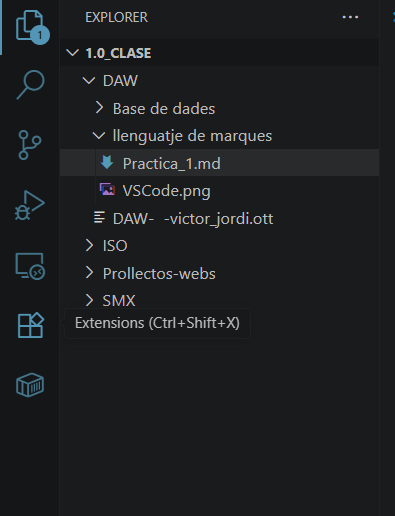 EXPLORER ...
1
1.0_CLASE
DAW
Base de dades
llenguatje de marques
Practica_1.md
VSCode.png
DAW- -victor_jordi.ott
ISO
Prollectos-webs
SMX
Extensions (Ctrl+Shift+X)